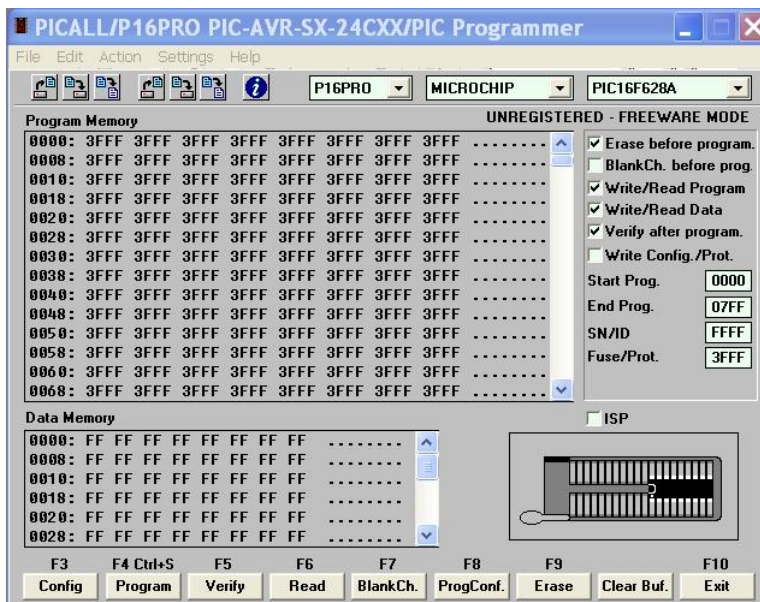 PICALL/P16PRO PIC-AVR-SX-24CXX/PIC Programmer
File Edit Action Settings Help
P16PRO MICROCHIP PIC16F628A
Program Memory UNREGISTERED - FREEWARE MODE
0000: 3FFF 3FFF 3FFF 3FFF 3FFF 3FFF 3FFF 3FFF ........
0008: 3FFF 3FFF 3FFF 3FFF 3FFF 3FFF 3FFF 3FFF ........
0010: 3FFF 3FFF 3FFF 3FFF 3FFF 3FFF 3FFF 3FFF ........
0018: 3FFF 3FFF 3FFF 3FFF 3FFF 3FFF 3FFF 3FFF ........
0020: 3FFF 3FFF 3FFF 3FFF 3FFF 3FFF 3FFF 3FFF ........
0028: 3FFF 3FFF 3FFF 3FFF 3FFF 3FFF 3FFF 3FFF ........
0030: 3FFF 3FFF 3FFF 3FFF 3FFF 3FFF 3FFF 3FFF ........
0038: 3FFF 3FFF 3FFF 3FFF 3FFF 3FFF 3FFF 3FFF ........
0040: 3FFF 3FFF 3FFF 3FFF 3FFF 3FFF 3FFF 3FFF ........
0048: 3FFF 3FFF 3FFF 3FFF 3FFF 3FFF 3FFF 3FFF ........
0050: 3FFF 3FFF 3FFF 3FFF 3FFF 3FFF 3FFF 3FFF ........
0058: 3FFF 3FFF 3FFF 3FFF 3FFF 3FFF 3FFF 3FFF ........
0060: 3FFF 3FFF 3FFF 3FFF 3FFF 3FFF 3FFF 3FFF ........
0068: 3FFF 3FFF 3FFF 3FFF 3FFF 3FFF 3FFF 3FFF ........
Erase before program.
BlankCh. before prog.
Write/Read Program
Write/Read Data
Verify after program.
Write Config./Prot.
Start Prog. 0000
End Prog. 07FF
SN/ID FFFF
Fuse/Prot. 3FFF
Data Memory
0000: FF FF FF FF FF FF FF FF ........
0008: FF FF FF FF FF FF FF FF ........
0010: FF FF FF FF FF FF FF FF ........
0018: FF FF FF FF FF FF FF FF ........
0020: FF FF FF FF FF FF FF FF ........
0028: FF FF FF FF FF FF FF FF ........
ISP
F3 F4 Ctrl+S F5 F6 F7 F8 F9 F10
Config Program Verify Read BlankCh. ProgConf. Erase Clear Buf. Exit